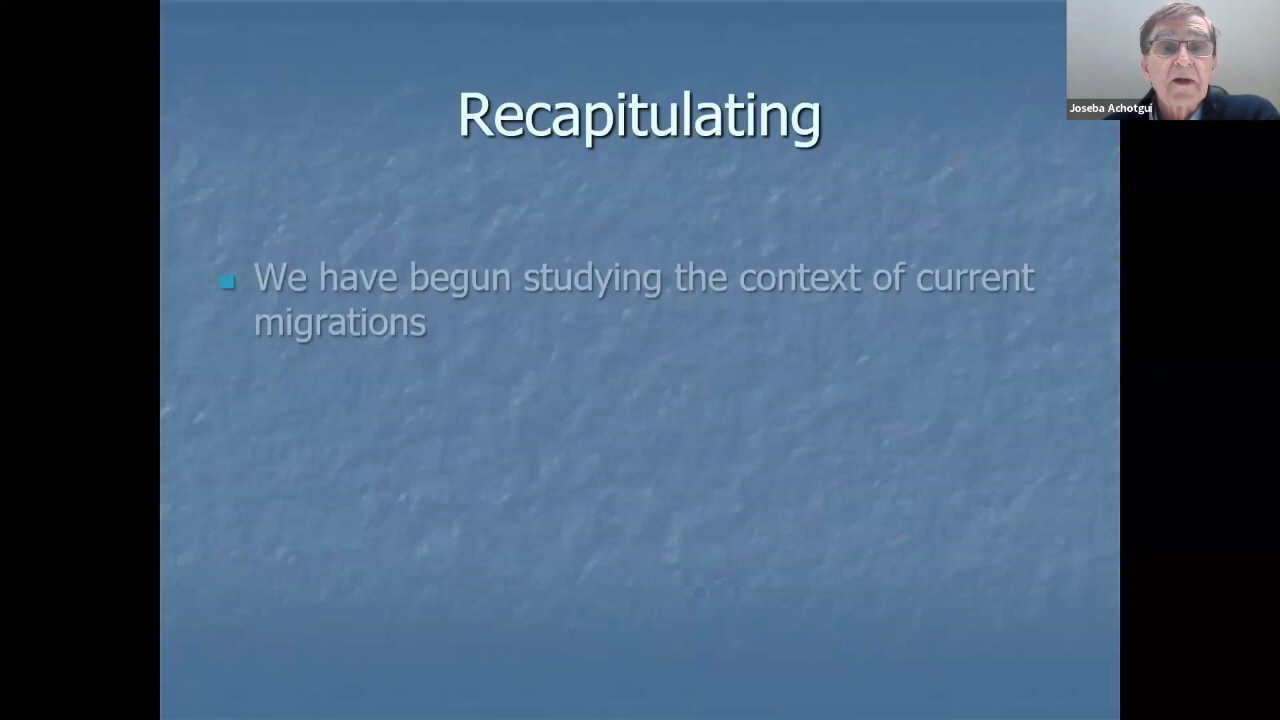 Recapitulating
We have begun studying the context of current
migrations
Joseba Achotgui